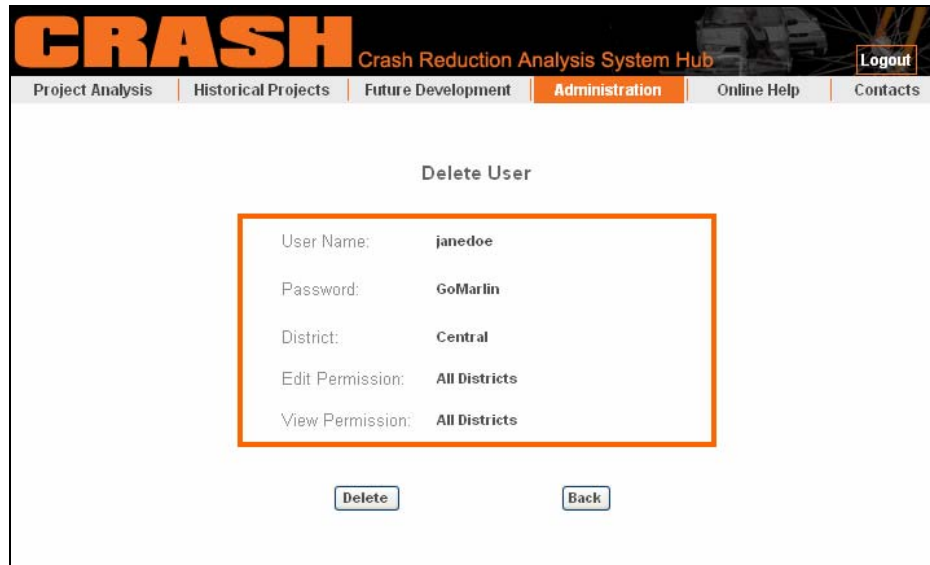 CRASH Crash Reduction Analysis System Hub
Logout
Project Analysis Historical Projects Future Development Administration Online Help Contacts
Delete User
User Name: janedoe
Password: GoMarlin
District: Central
Edit Permission: All Districts
View Permission: All Districts
Delete Back